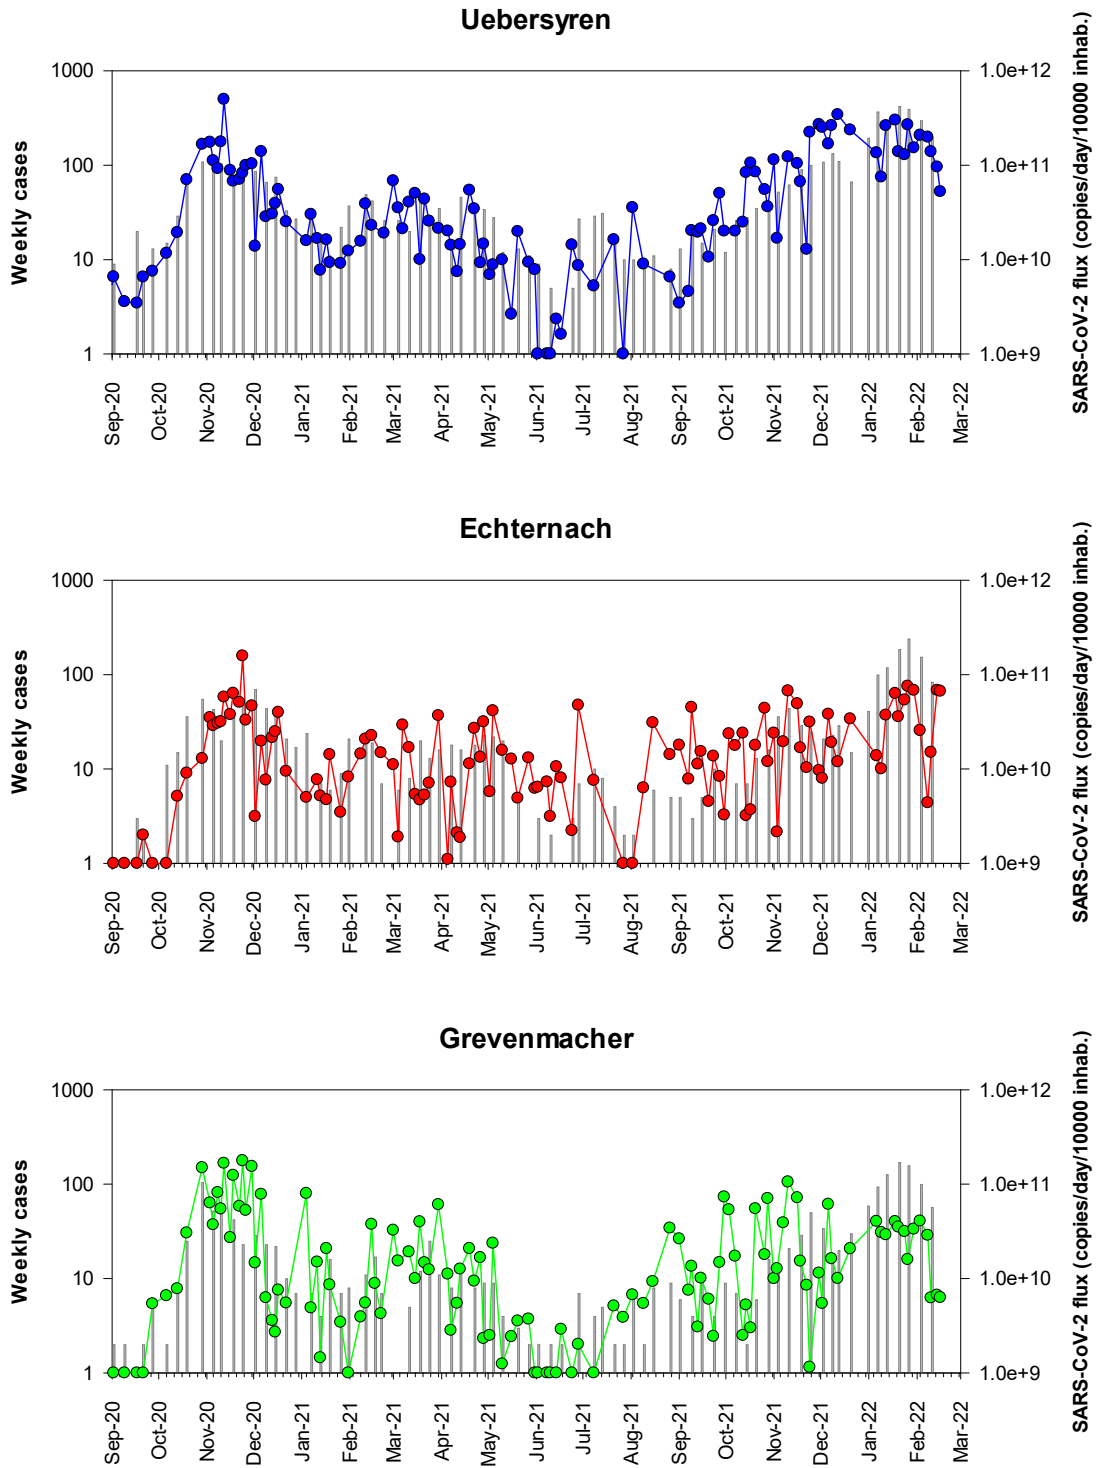 Uebersyren
Weekly cases
1000
100
10
1
1.0e+12
1.0e+11
1.0e+10
1.0e+9
SARS-CoV-2 flux (copies/day/10000 inhab.)
Sep-20
Oct-20
Nov-20
Dec-20
Jan-21
Feb-21
Mar-21
Apr-21
May-21
Jun-21
Jul-21
Aug-21
Sep-21
Oct-21
Nov-21
Dec-21
Jan-22
Feb-22
Mar-22
Echternach
Weekly cases
1000
100
10
1
1.0e+12
1.0e+11
1.0e+10
1.0e+9
SARS-CoV-2 flux (copies/day/10000 inhab.)
Sep-20
Oct-20
Nov-20
Dec-20
Jan-21
Feb-21
Mar-21
Apr-21
May-21
Jun-21
Jul-21
Aug-21
Sep-21
Oct-21
Nov-21
Dec-21
Jan-22
Feb-22
Mar-22
Grevenmacher
Weekly cases
1000
100
10
1
1.0e+12
1.0e+11
1.0e+10
1.0e+9
SARS-CoV-2 flux ( copies/day/10000 inhab.)
Sep-20
Oct-20
Nov-20
Dec-20
Jan-21
Feb-21
Mar-21
Apr-21
May-21
Jun-21
Jul-21
Aug-21
Sep-21
Oct-21
Nov-21
Dec-21
Jan-22
Feb-22
Mar-22